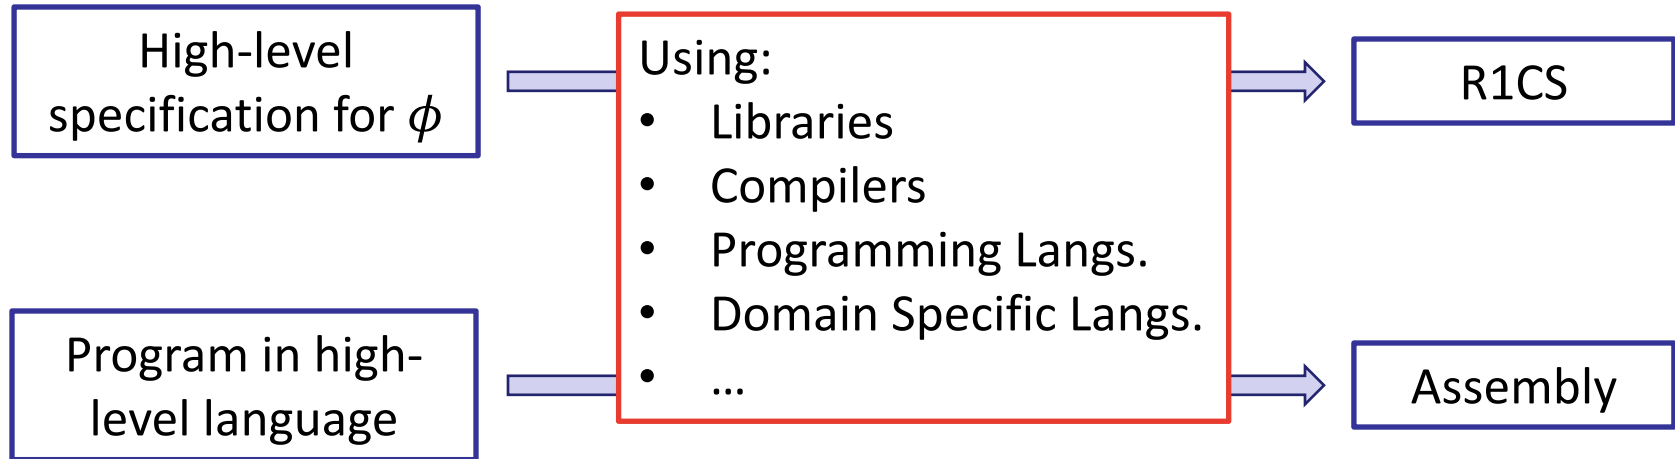 High-level
specification for ϕ
Using:
• Libraries
• Compilers
• Programming Langs.
• Domain Specific Langs.
• ...
R1CS
Program in high-
level language
Assembly